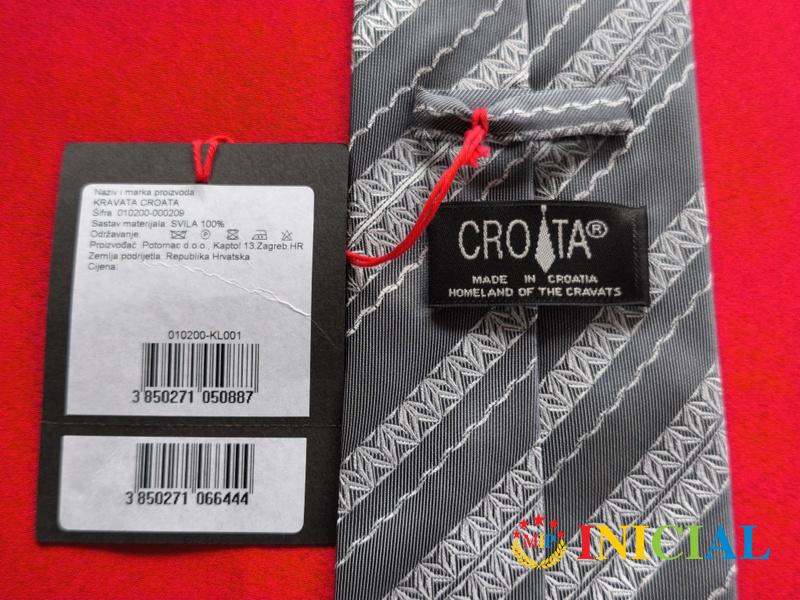 Naziv i marka proizvoda
KRAVATA CROATA
Šifra 010200-000209
Sastav materijala: SVILA 100%
Održavanje:
Proizvođač Potomac d.o.o., Kaptol 13.Zagreb.HR
Zemlja podrijetla: Republika Hrvatska
Cijena:
010200-KL001
3 850271 050887
3 850271 066444
CROATA®
MADE IN CROATIA
HOMELAND OF THE CRAVATS
MP INICIAL